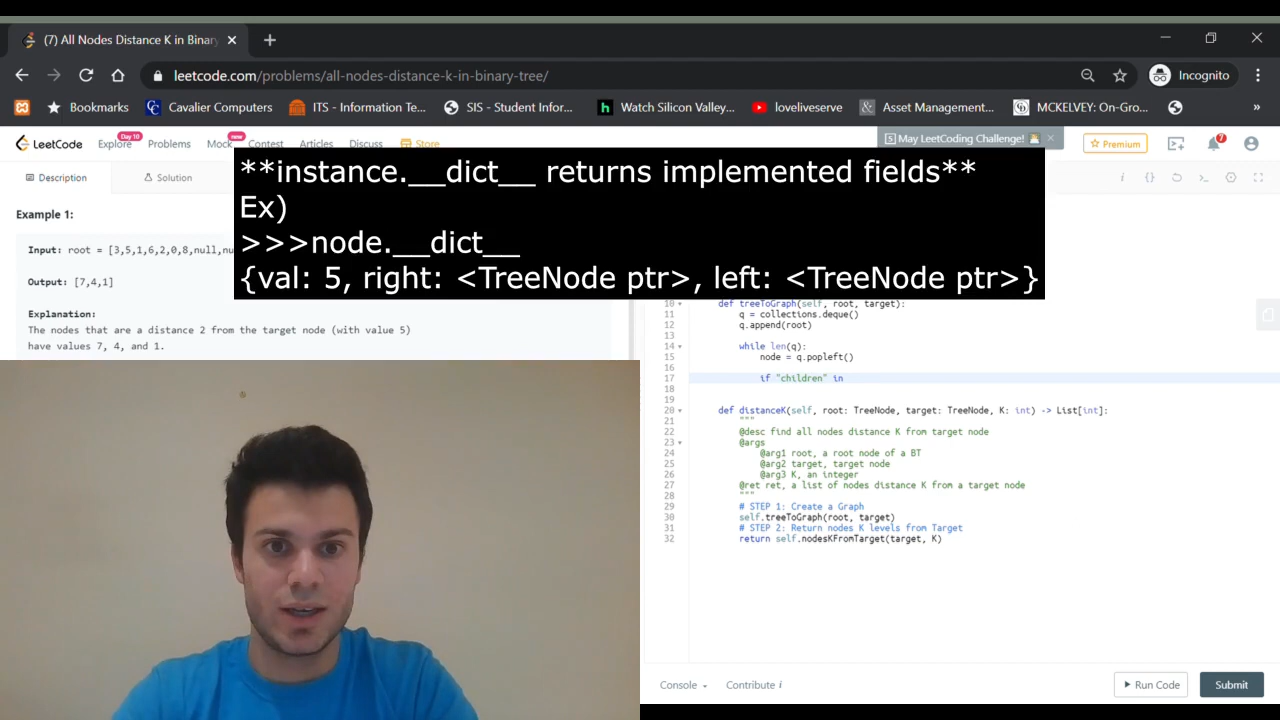 (7) All Nodes Distance K in Binary
leetcode.com/problems/all-nodes-distance-k-in-binary-tree/
Incognito
Bookmarks
Cavalier Computers
ITS - Information Te...
SIS - Student Infor...
Watch Silicon Valley...
loveliveserve
Asset Management...
MCKELVEY: On-Gro...
»
LeetCode
Explore
Day 10
Problems
Mock
new
Contest
Articles
Discuss
Store
May LeetCoding Challenge!
Premium
7
Description
Solution
**instance.__dict__ returns implemented fields**
Ex)
>>>node.__dict__
{val: 5, right: <TreeNode ptr>, left: <TreeNode ptr>}
Example 1:
Input: root = [3,5,1,6,2,0,8,null,nu
Output: [7,4,1]
Explanation:
The nodes that are a distance 2 from the target node (with value 5)
have values 7, 4, and 1.
10 def treeToGraph(self, root, target):
11 q = collections.deque()
12 q.append(root)
13
14 while len(q):
15 node = q.popleft()
16
17 if "children" in
18
19
20 def distanceK(self, root: TreeNode, target: TreeNode, K: int) -> List[int]:
21 """
22 @desc find all nodes distance K from target node
23 @args
24 @arg1 root, a root node of a BT
25 @arg2 target, target node
26 @arg3 K, an integer
27 @ret ret, a list of nodes distance K from a target node
28 """
29 # STEP 1: Create a Graph
30 self.treeToGraph(root, target)
31 # STEP 2: Return nodes K levels from Target
32 return self.nodesKFromTarget(target, K)
Console
Contribute i
Run Code
Submit